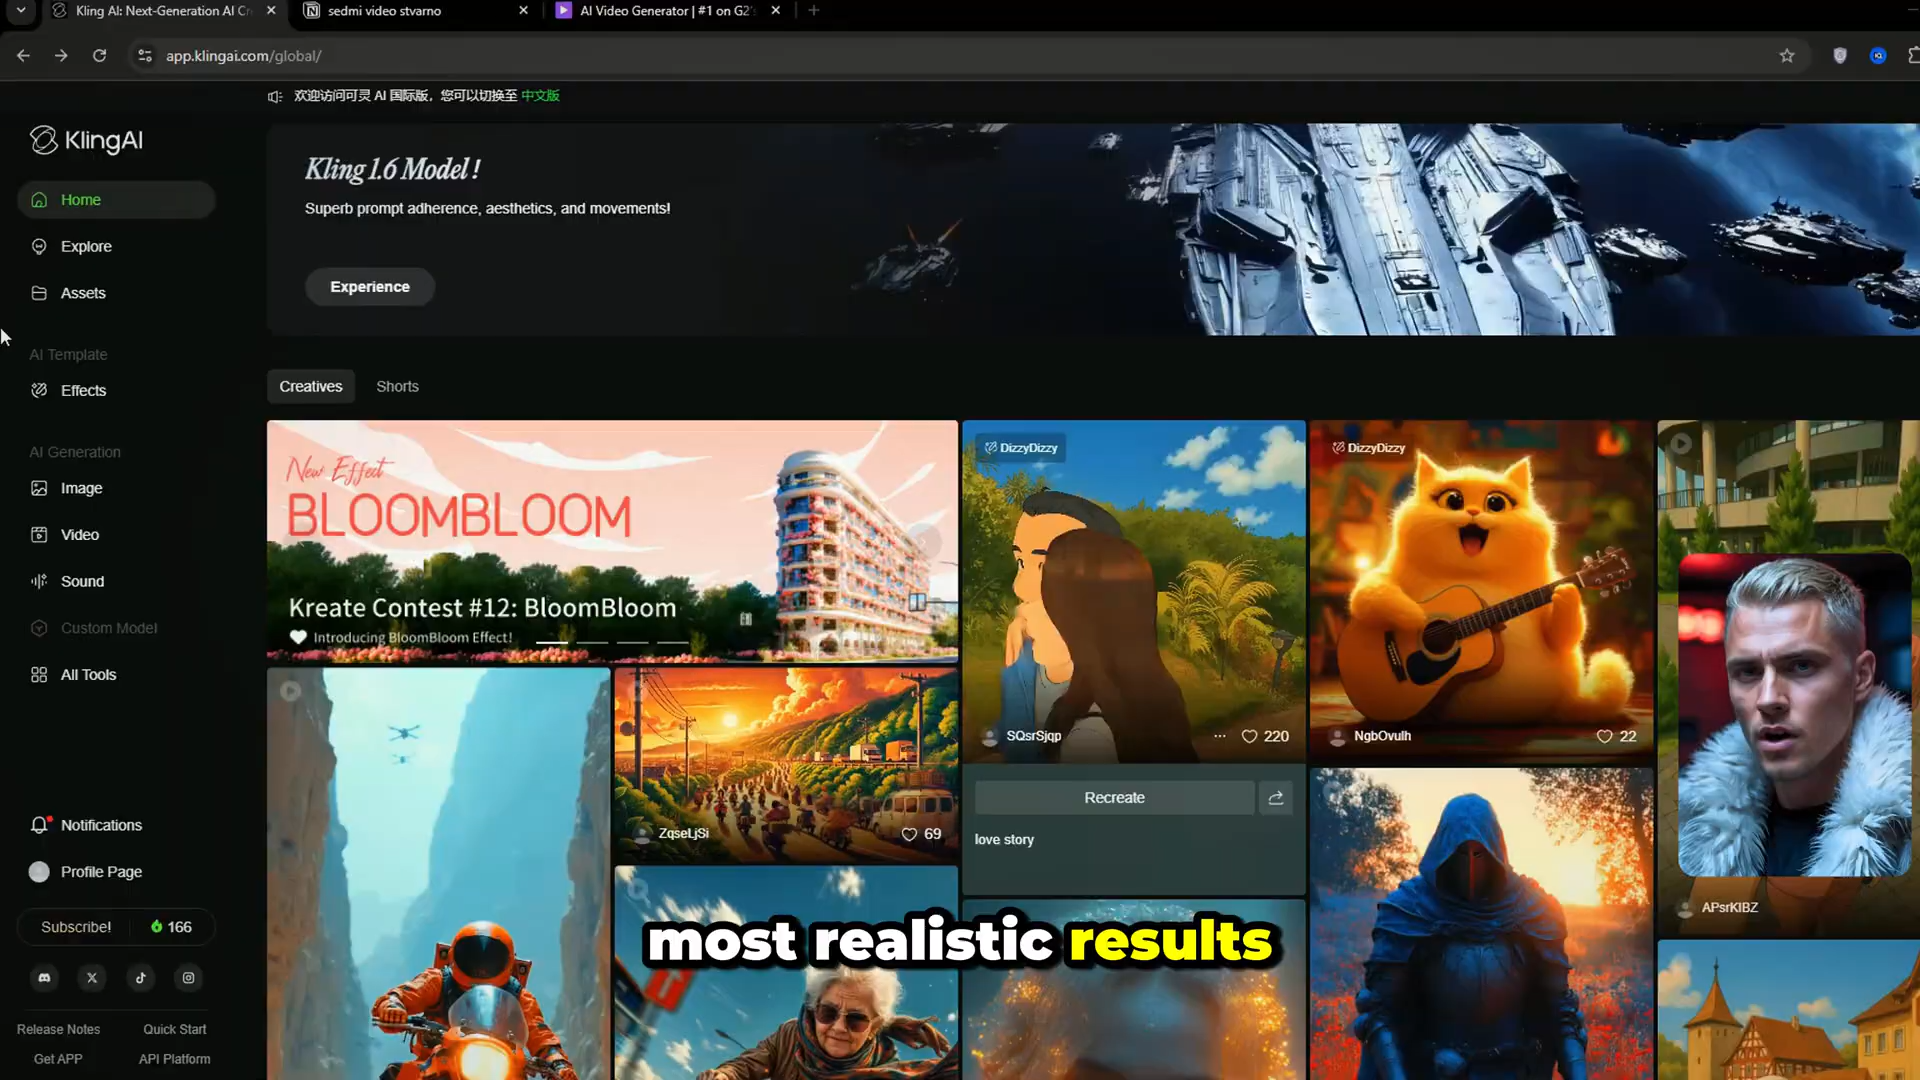 Kling AI: Next-Generation AI Cr
sedmi video stvarno
AI Video Generator | #1 on G2'
app.klingai.com/global/
欢迎访问可灵 AI 国际版，您可以切换至 中文版
KlingAI
Home
Explore
Assets
AI Template
Effects
AI Generation
Image
Video
Sound
Custom Model
All Tools
Notifications
Profile Page
Subscribe!
166
Release Notes
Quick Start
Get APP
API Platform
Kling 1.6 Model !
Superb prompt adherence, aesthetics, and movements!
Experience
Creatives
Shorts
New Effect
BLOOMBLOOM
Kreate Contest #12: BloomBloom
Introducing BloomBloom Effect!
DizzyDizzy
SQsrSjqp
220
Recreate
love story
DizzyDizzy
NgbOvulh
22
ZqseLjSi
69
APsrKIBZ
most realistic results